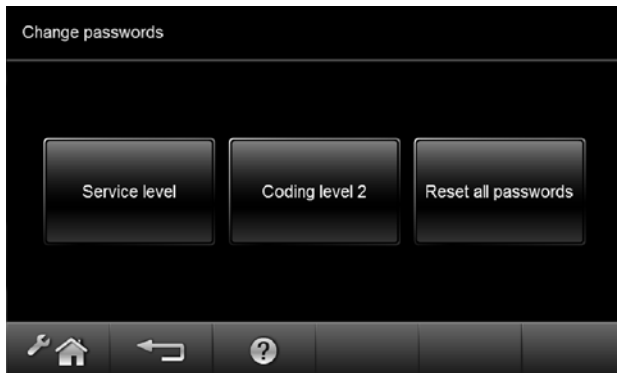 Change passwords
Service level
Coding level 2
Reset all passwords
?